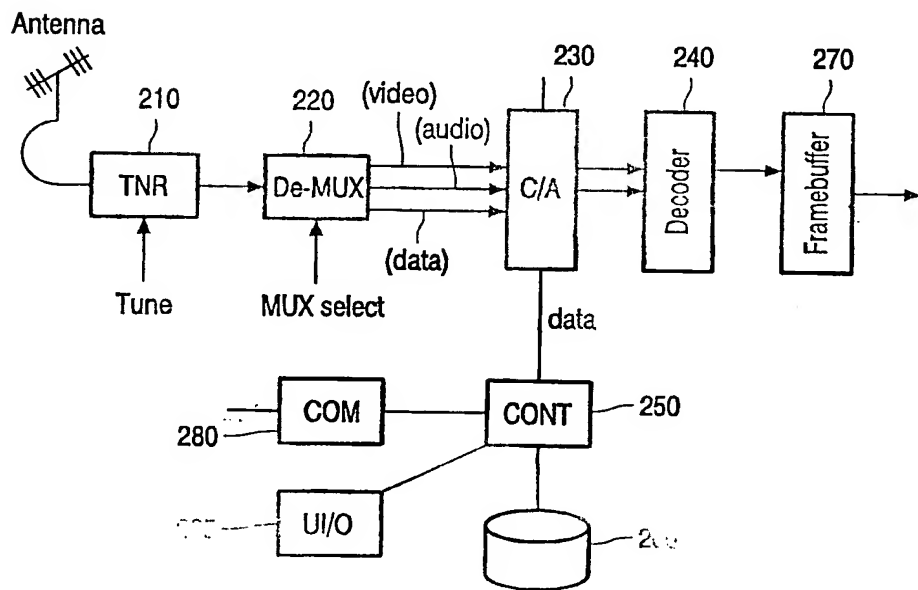 Antenna
210
220
(video)
(audio)
230
240
270
TNR
De-MUX
C/A
Decoder
Framebuffer
(data)
Tune
MUX select
data
COM
CONT
250
280
UI/O